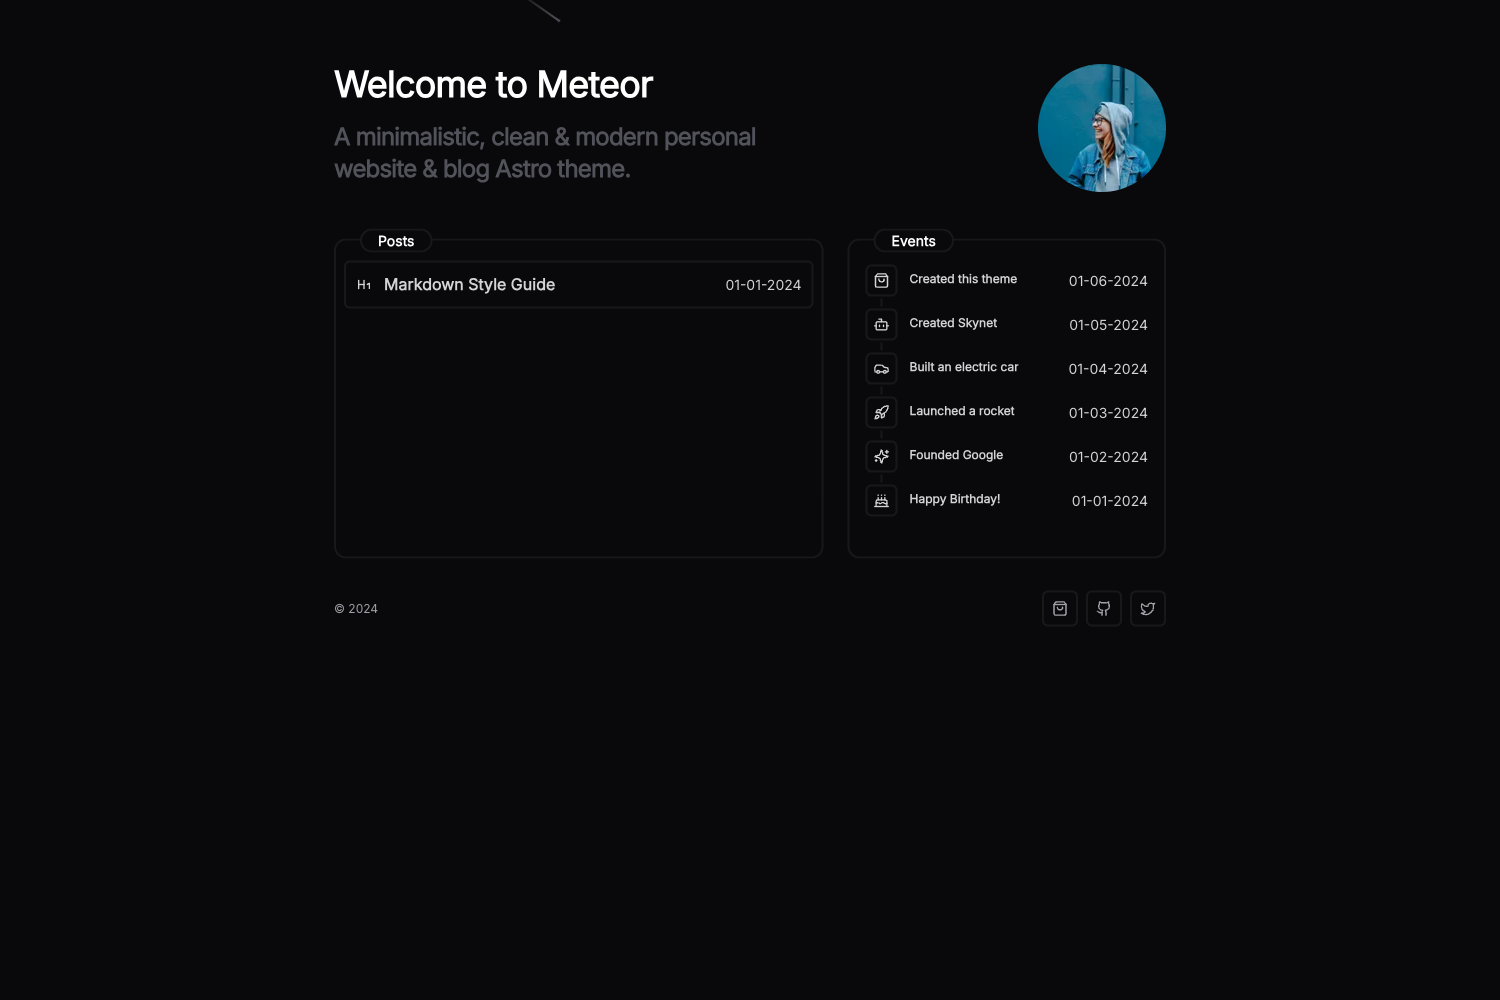 Welcome to Meteor
A minimalistic, clean & modern personal
website & blog Astro theme.
Posts
H1 Markdown Style Guide 01-01-2024
Events
Created this theme 01-06-2024
Created Skynet 01-05-2024
Built an electric car 01-04-2024
Launched a rocket 01-03-2024
Founded Google 01-02-2024
Happy Birthday! 01-01-2024
© 2024